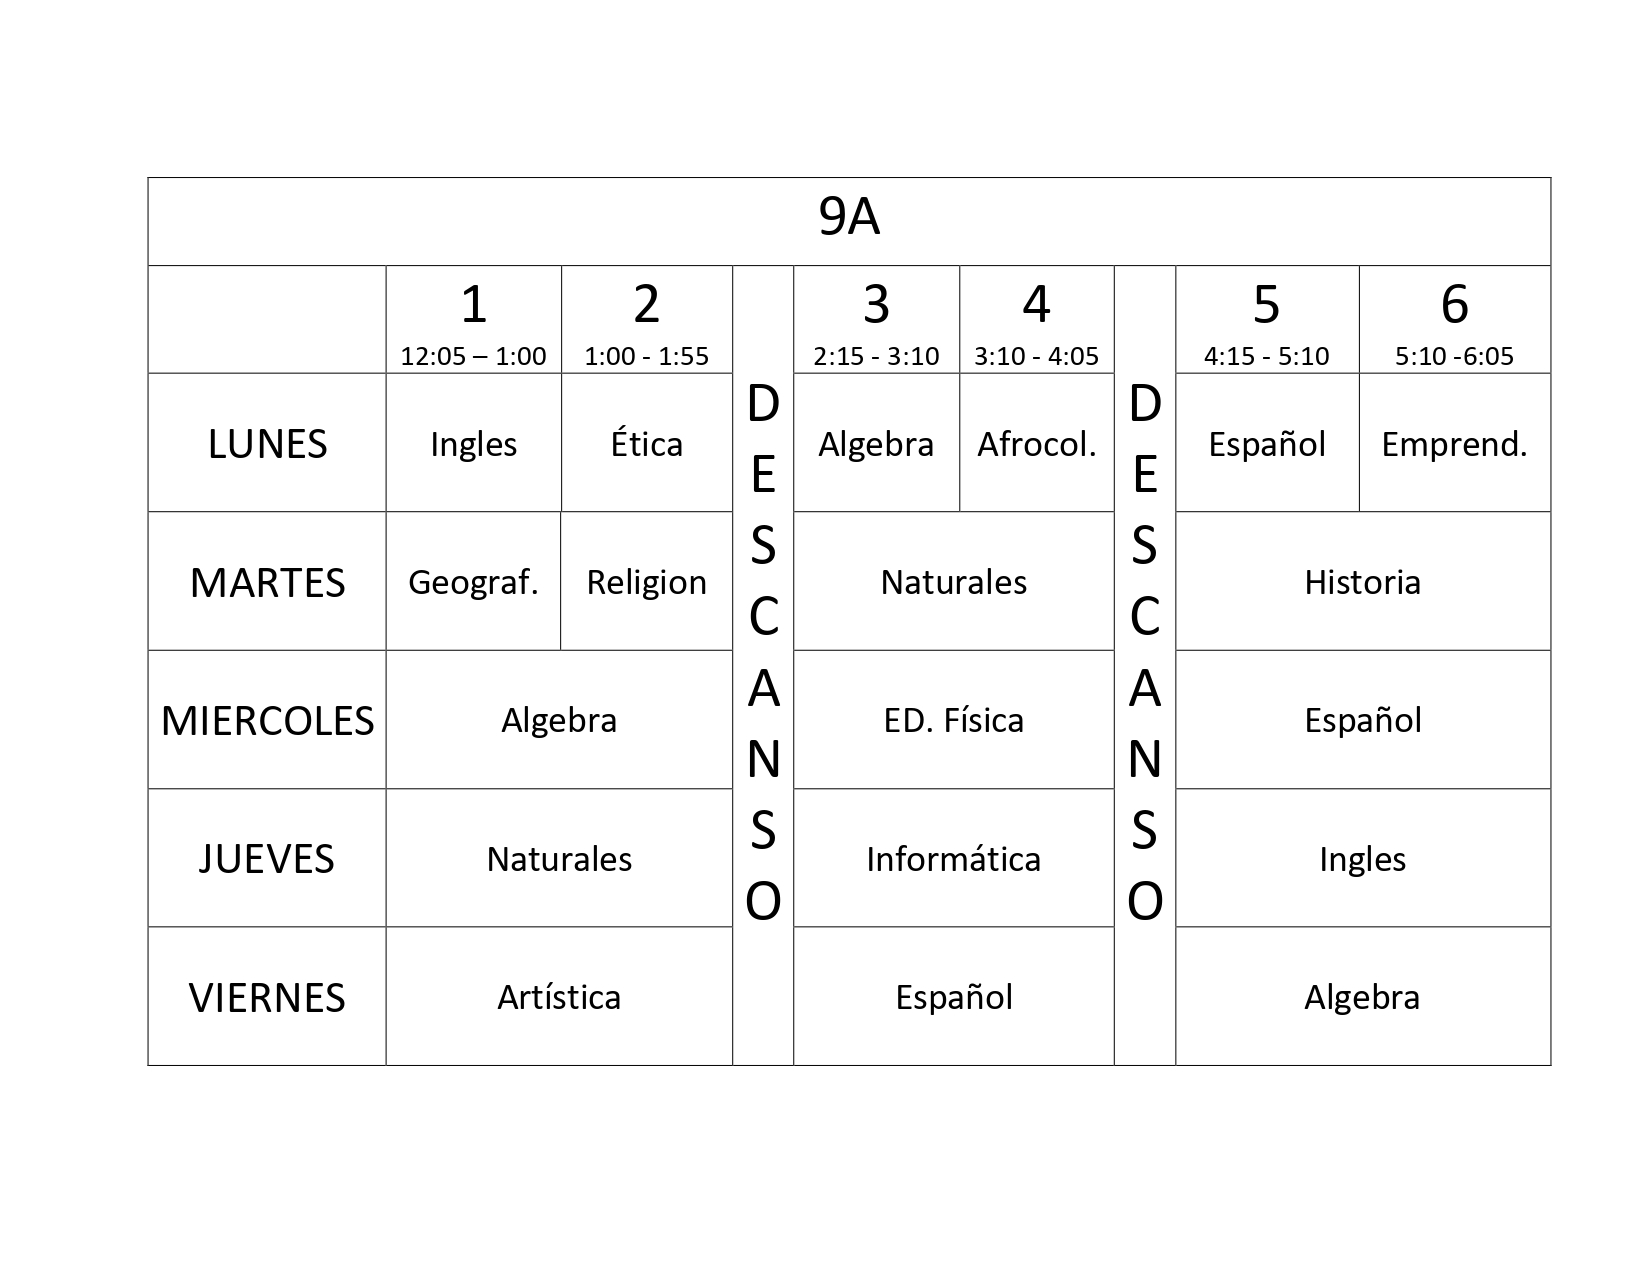 9A
1 2 3 4 5 6
12:05 – 1:00 1:00 - 1:55 2:15 - 3:10 3:10 - 4:05 4:15 - 5:10 5:10 -6:05
DESCANSO
DESCANSO
LUNES Ingles Ética Algebra Afrocol. Español Emprend.
MARTES Geograf. Religion Naturales Historia
MIERCOLES Algebra ED. Física Español
JUEVES Naturales Informática Ingles
VIERNES Artística Español Algebra